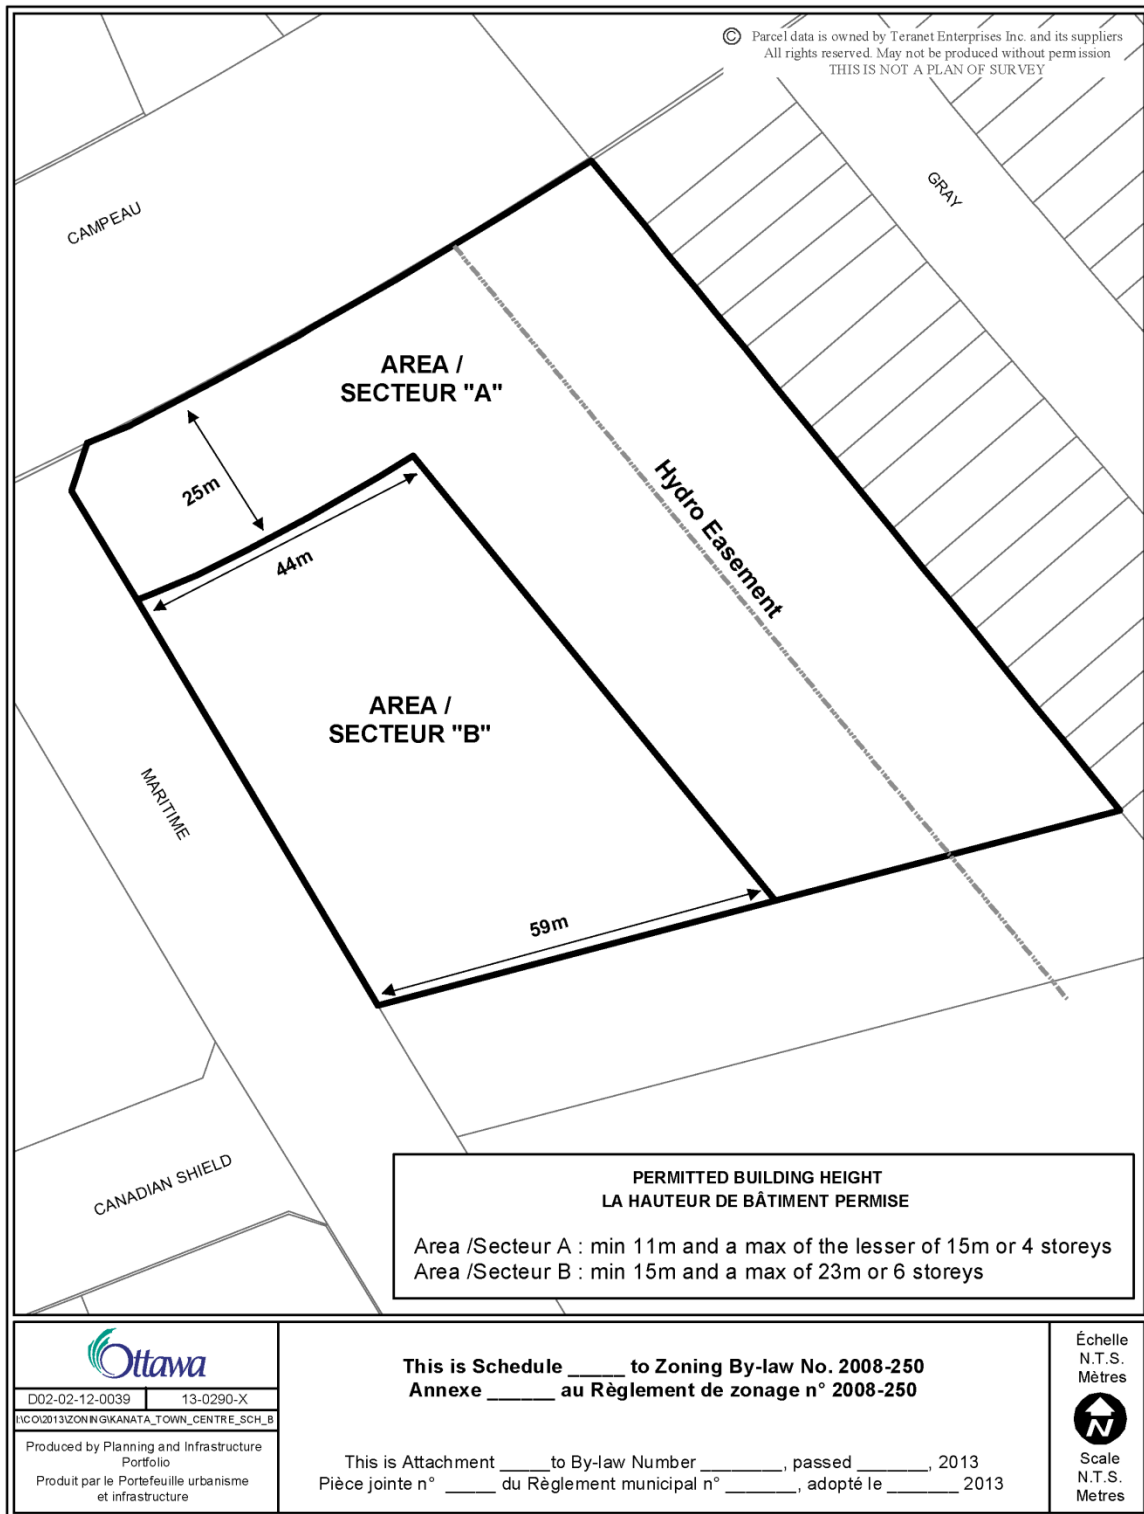 © Parcel data is owned by Teranet Enterprises Inc. and its suppliers
All rights reserved. May not be produced without permission
THIS IS NOT A PLAN OF SURVEY
CAMPEAU
GRAY
AREA /
SECTEUR "A"
25m
44m
Hydro Easement
AREA /
SECTEUR "B"
MARITIME
59m
CANADIAN SHIELD
PERMITTED BUILDING HEIGHT
LA HAUTEUR DE BÂTIMENT PERMISE
Area /Secteur A : min 11m and a max of the lesser of 15m or 4 storeys
Area /Secteur B : min 15m and a max of 23m or 6 storeys
Ottawa
D02-02-12-0039 13-0290-X
I:\CO\2013\ZONING\KANATA_TOWN_CENTRE_SCH_B
Produced by Planning and Infrastructure
Portfolio
Produit par le Portefeuille urbanisme
et infrastructure
This is Schedule _____ to Zoning By-law No. 2008-250
Annexe ______ au Règlement de zonage n° 2008-250
This is Attachment _____ to By-law Number ________, passed _______, 2013
Pièce jointe n° _____ du Règlement municipal n° _______, adopté le _______ 2013
Échelle
N.T.S.
Mètres
N
Scale
N.T.S.
Metres